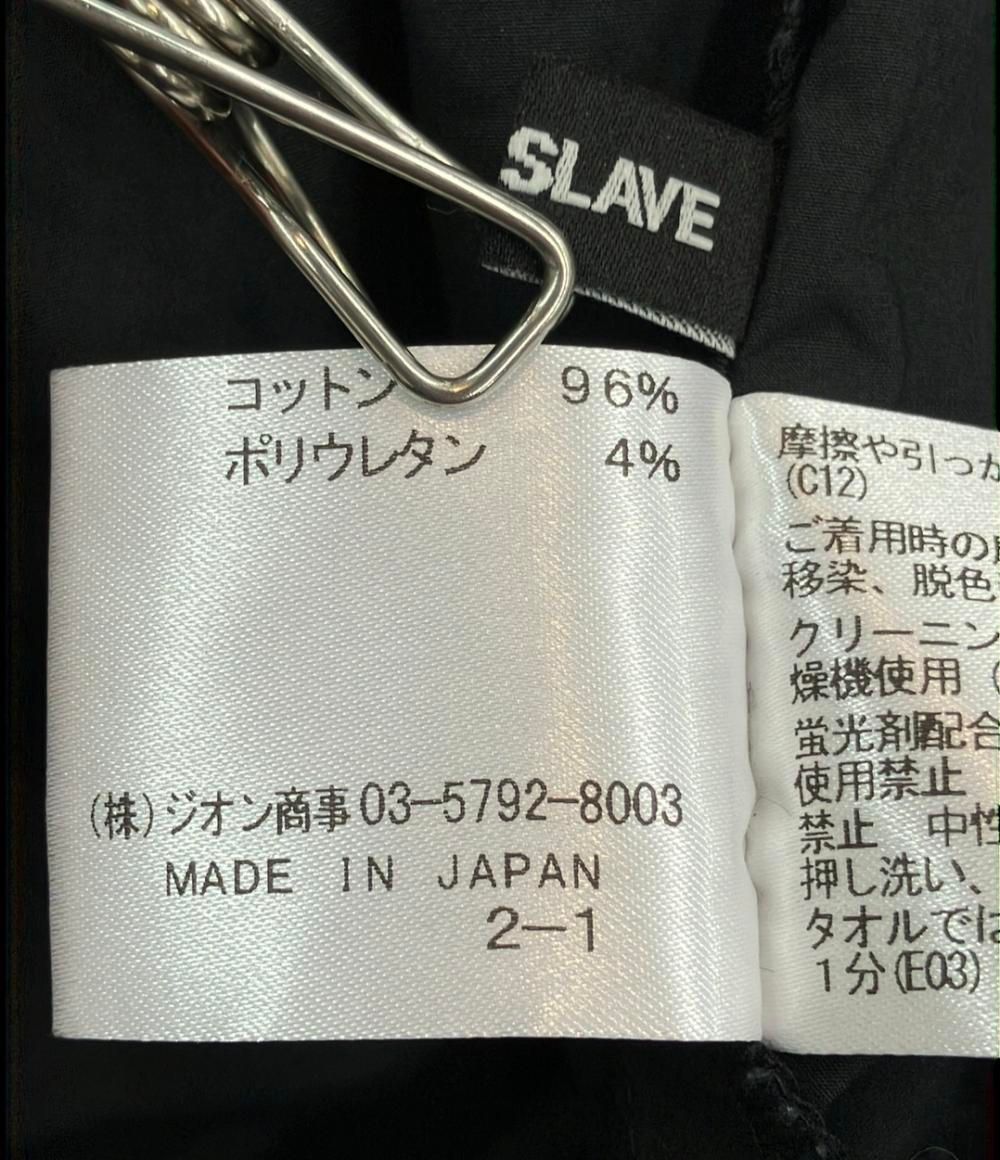 SLAVE
コットン 96%
ポリウレタン 4%
(株)ジオン商事03-5792-8003
MADE IN JAPAN
2-1
摩擦や引っか
(C12)
ご着用時の
移染、脱色
クリーニン
燥機使用 (
蛍光剤配合
使用禁止
禁止 中性
押し洗い、
タオルでは
1分(E03)